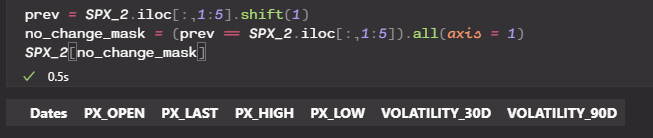 prev = SPX_2.iloc[:,1:5].shift(1)
no_change_mask = (prev == SPX_2.iloc[:,1:5]).all(axis = 1)
SPX_2[no_change_mask]
✓ 0.5s
Dates PX_OPEN PX_LAST PX_HIGH PX_LOW VOLATILITY_30D VOLATILITY_90D